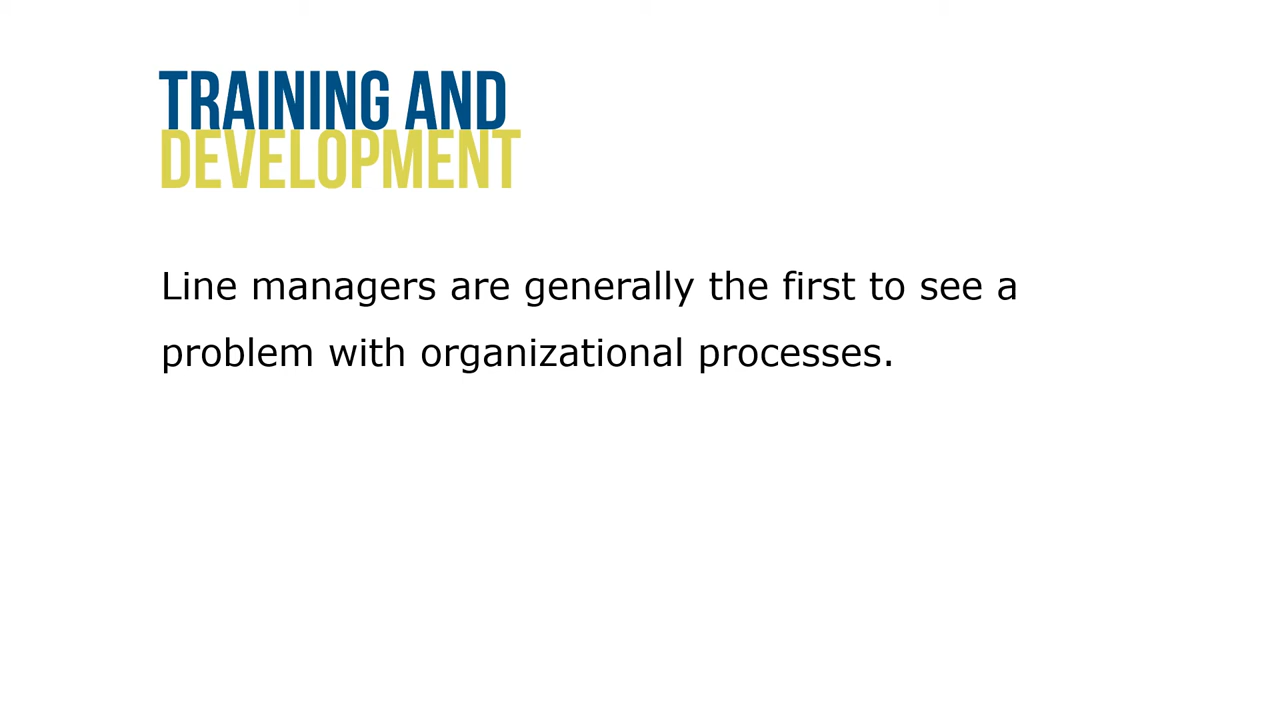 TRAINING AND
DEVELOPMENT
Line managers are generally the first to see a
problem with organizational processes.